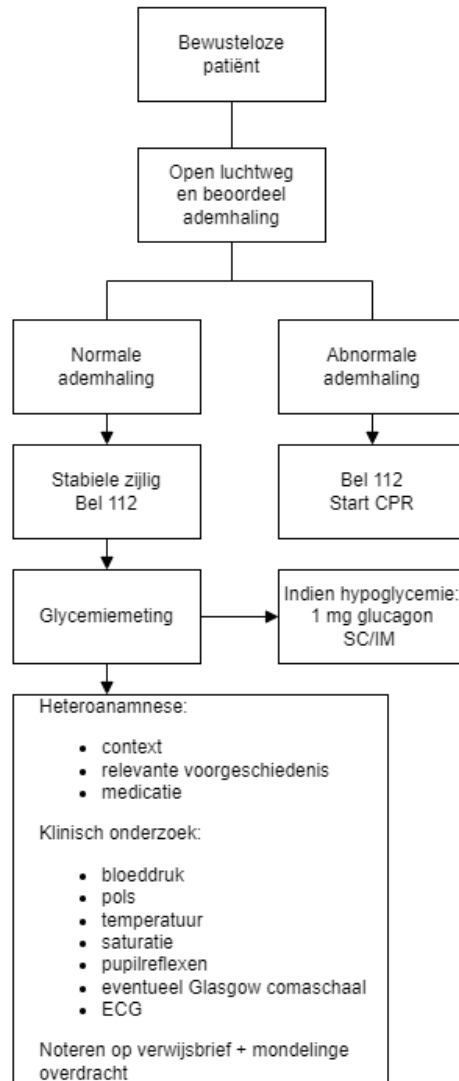 Bewusteloze
patiënt
Open luchtweg
en beoordeel
ademhaling
Normale
ademhaling
Abnormale
ademhaling
Stabiele zijlig
Bel 112
Bel 112
Start CPR
Glycemiemeting
Indien hypoglycemie:
1 mg glucagon
SC/IM
Heteroanamnese:
• context
• relevante voorgeschiedenis
• medicatie
Klinisch onderzoek:
• bloeddruk
• pols
• temperatuur
• saturatie
• pupilreflexen
• eventueel Glasgow comaschaal
• ECG
Noteren op verwijsbrief + mondelinge
overdracht